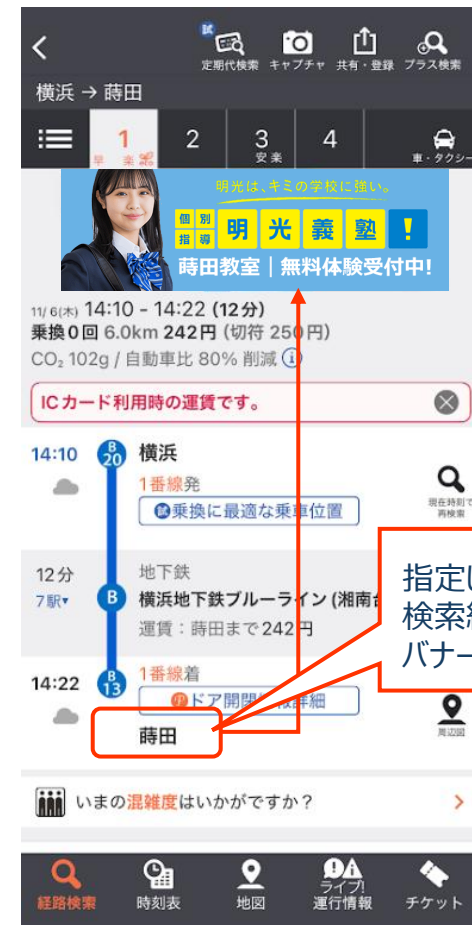 試
定期代検索 キャプチャ 共有・登録 プラス検索
横浜 → 蒔田
1 2 3 4
早 楽 安楽 車・タクシー
明光は、キミの学校に強い。
個別指導 明光義塾!
蒔田教室｜無料体験受付中!
11/ 6(木) 14:10 - 14:22 (12分)
乗換0回 6.0km 242円 (切符 250円)
CO₂ 102g / 自動車比 80% 削減
ICカード利用時の運賃です。
14:10 B 20 横浜
1番線発
乗換に最適な乗車位置
現在時刻で
再検索
12分 地下鉄
7駅▾ B 横浜地下鉄ブルーライン (湘南
運賃：蒔田まで242円
指定
検索
バナー
14:22 B 13 1番線着
ドア開閉 詳細
蒔田
周辺図
いまの混雑度はいかがですか？
経路検索 時刻表 地図 ライブ!運行情報 チケット